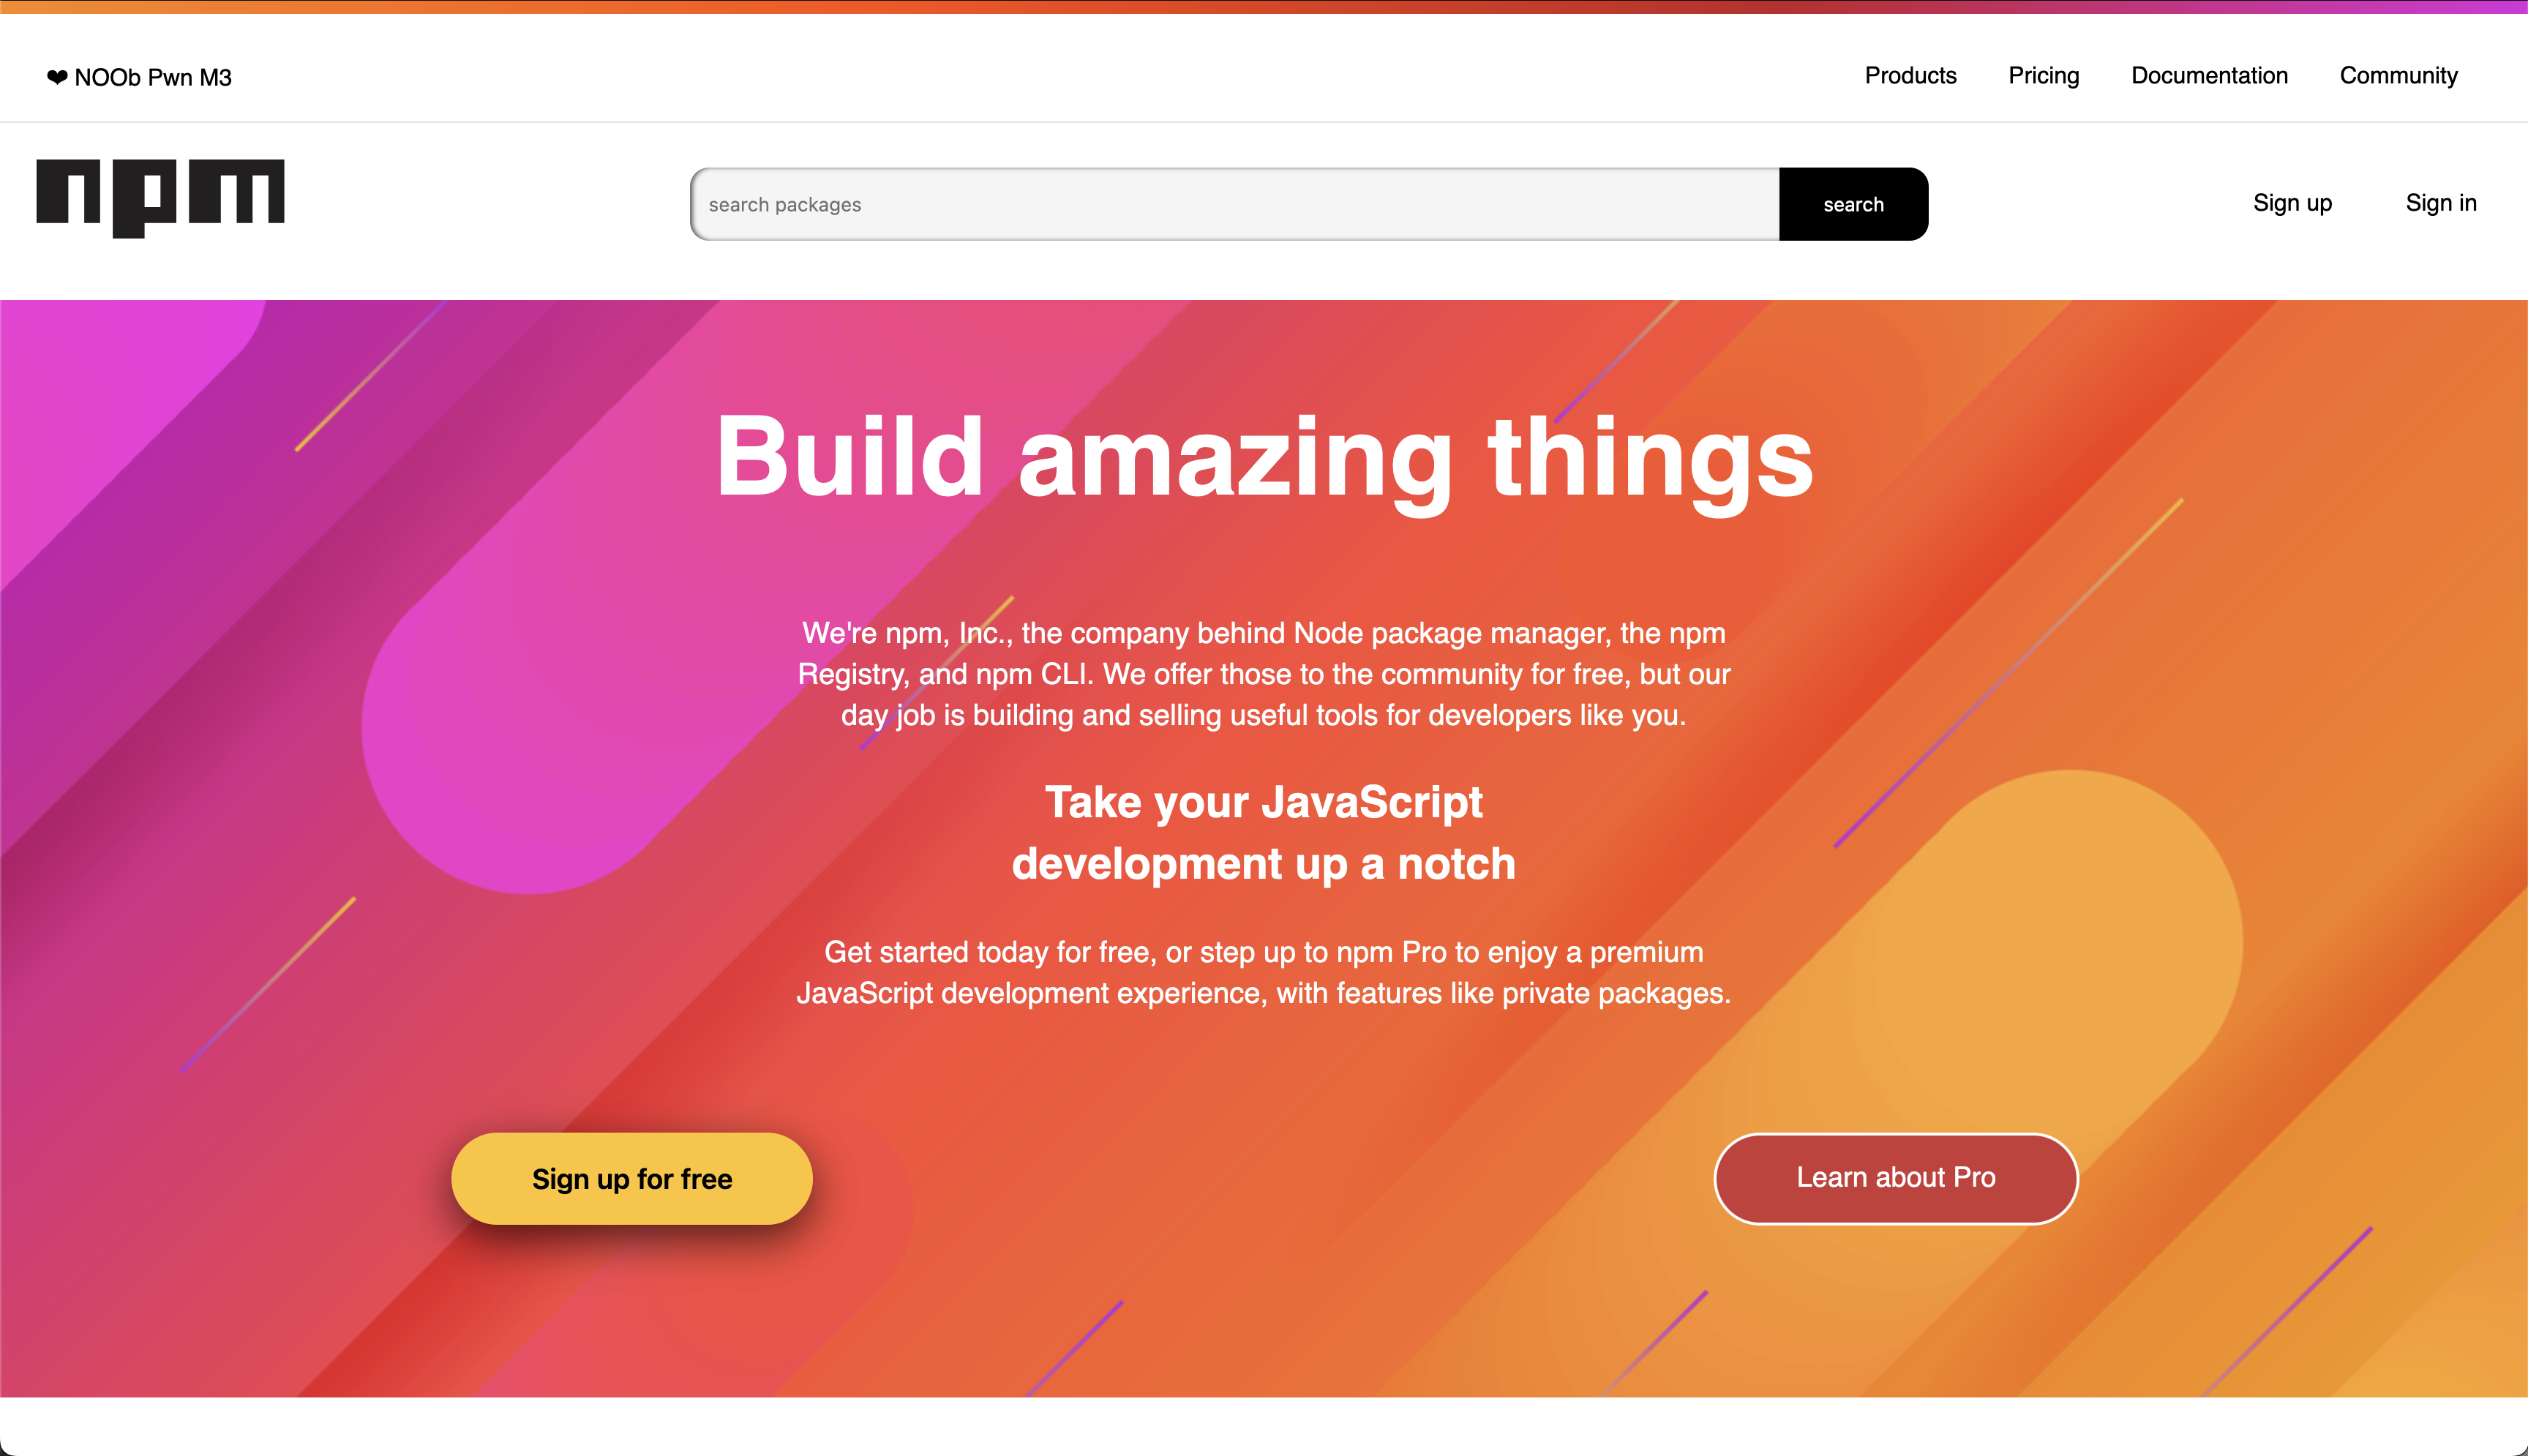 ❤ NOOb Pwn M3
Products Pricing Documentation Community
npm
search packages search
Sign up Sign in
Build amazing things
We're npm, Inc., the company behind Node package manager, the npm
Registry, and npm CLI. We offer those to the community for free, but our
day job is building and selling useful tools for developers like you.
Take your JavaScript
development up a notch
Get started today for free, or step up to npm Pro to enjoy a premium
JavaScript development experience, with features like private packages.
Sign up for free Learn about Pro